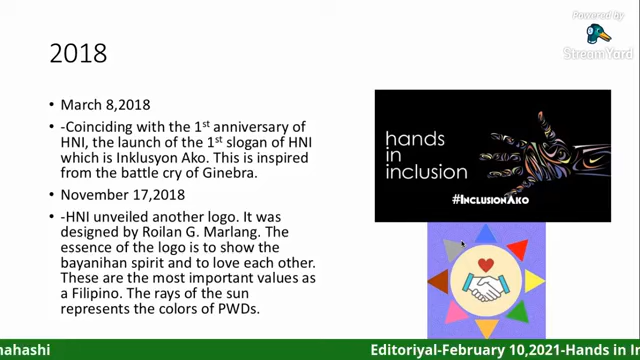 Powered by
StreamYard
2018
• March 8,2018
• -Coinciding with the 1st anniversary of
HNI, the launch of the 1st slogan of HNI
which is Inklusyon Ako. This is inspired
from the battle cry of Ginebra.
• November 17,2018
• -HNI unveiled another logo. It was
designed by Roilan G. Marlang. The
essence of the logo is to show the
bayanihan spirit and to love each other.
These are the most important values as
a Filipino. The rays of the sun
represents the colors of PWDs.
hands
in
inclusion
#INCLUSIONAKO
nahashi
Editoriyal-February 10,2021-Hands in In